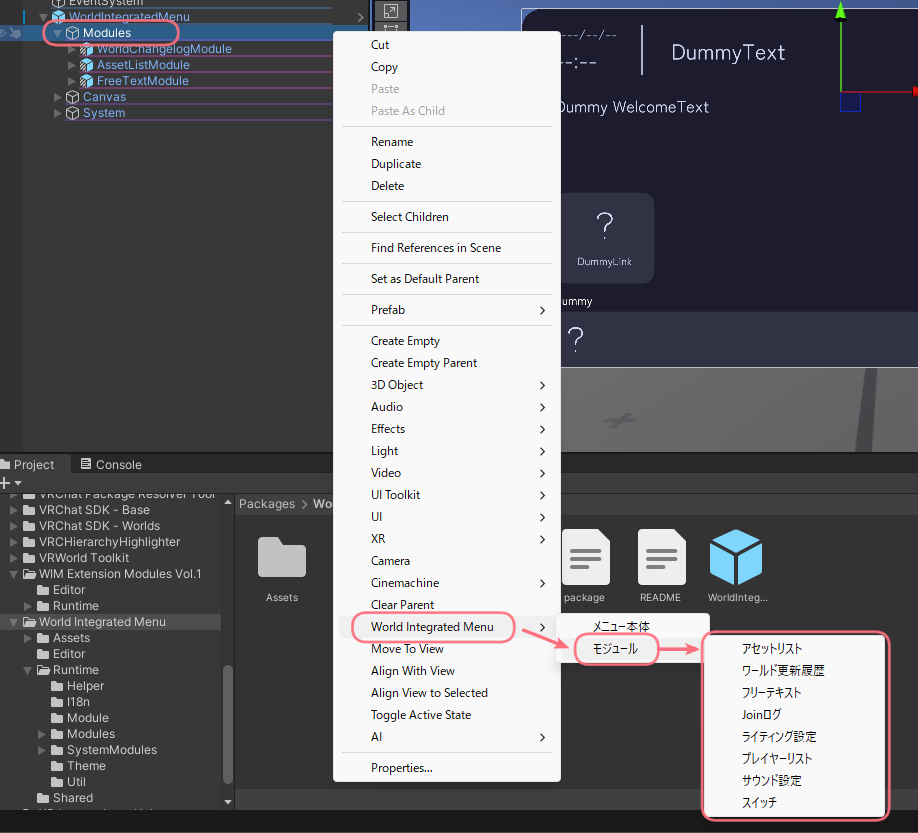 EventSystem
WorldIntegratedMenu
Modules
WorldChangelogModule
AssetListModule
FreeTextModule
Canvas
System
Cut
Copy
Paste
Paste As Child
Rename
Duplicate
Delete
Select Children
Find References in Scene
Set as Default Parent
Prefab
Create Empty
Create Empty Parent
3D Object
Audio
Effects
Light
Video
UI Toolkit
UI
XR
Camera
Cinemachine
Clear Parent
World Integrated Menu
Move To View
Align With View
Align View to Selected
Toggle Active State
AI
Properties...
メニュー本体
モジュール
アセットリスト
ワールド更新履歴
フリーテキスト
Joinログ
ライティング設定
プレイヤーリスト
サウンド設定
スイッチ
---/--/--
--:--
DummyText
Dummy WelcomeText
?
DummyLink
ummy
?
Project
Console
VRChat Package Resolver Tool
VRChat SDK - Base
VRChat SDK - Worlds
VRCHierarchyHighlighter
VRWorld Toolkit
WIM Extension Modules Vol.1
Editor
Runtime
World Integrated Menu
Assets
Editor
Runtime
Helper
I18n
Module
Modules
SystemModules
Theme
Util
Shared
Packages > Wo
Assets
package
README
WorldInteg...